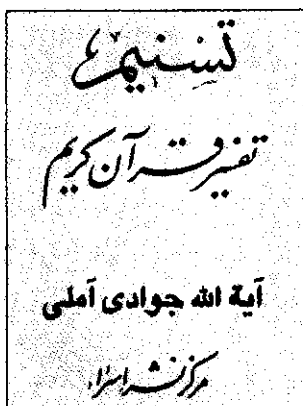 تسنیم
تفسیر قرآن کریم
آیة الله جوادی آملی
مرکز نشر اسراء